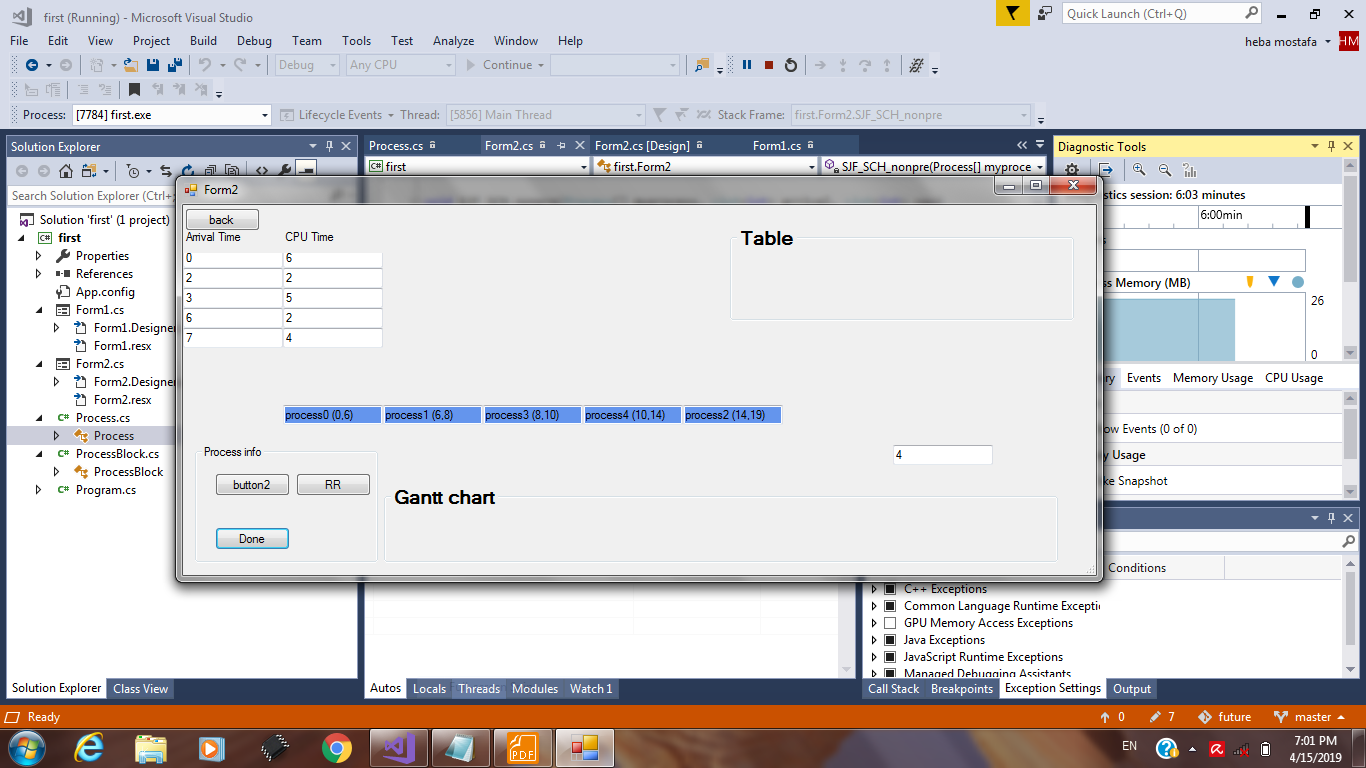 first (Running) - Microsoft Visual Studio
Quick Launch (Ctrl+Q)
File Edit View Project Build Debug Team Tools Test Analyze Window Help
heba mostafa HM
Debug Any CPU Continue
Process: [7784] first.exe Lifecycle Events Thread: [5856] Main Thread Stack Frame: first.Form2.SJF_SCH_nonpre
Solution Explorer
Search Solution Explorer (Ctrl+
Solution 'first' (1 project)
C# first
Properties
References
App.config
Form1.cs
Form1.Designe
Form1.resx
Form2.cs
Form2.Designe
Form2.resx
C# Process.cs
Process
C# ProcessBlock.cs
ProcessBlock
C# Program.cs
Solution Explorer Class View
Process.cs Form2.cs Form2.cs [Design] Form1.cs
C# first first.Form2 SJF_SCH_nonpre(Process[] myproce
Form2
back
Arrival Time CPU Time
0 6
2 2
3 5
6 2
7 4
Table
process0 (0,6) process1 (6,8) process3 (8,10) process4 (10,14) process2 (14,19)
4
Process info
button2 RR
Done
Gantt chart
Diagnostic Tools
stics session: 6:03 minutes
6:00min
s
ss Memory (MB)
26
0
ry Events Memory Usage CPU Usage
ow Events (0 of 0)
y Usage
ke Snapshot
Conditions
C++ Exceptions
Common Language Runtime Excepti
GPU Memory Access Exceptions
Java Exceptions
JavaScript Runtime Exceptions
Managed Debugging Assistants
Autos Locals Threads Modules Watch 1
Call Stack Breakpoints Exception Settings Output
Ready
0 7 future master
PDF
EN
7:01 PM
4/15/2019